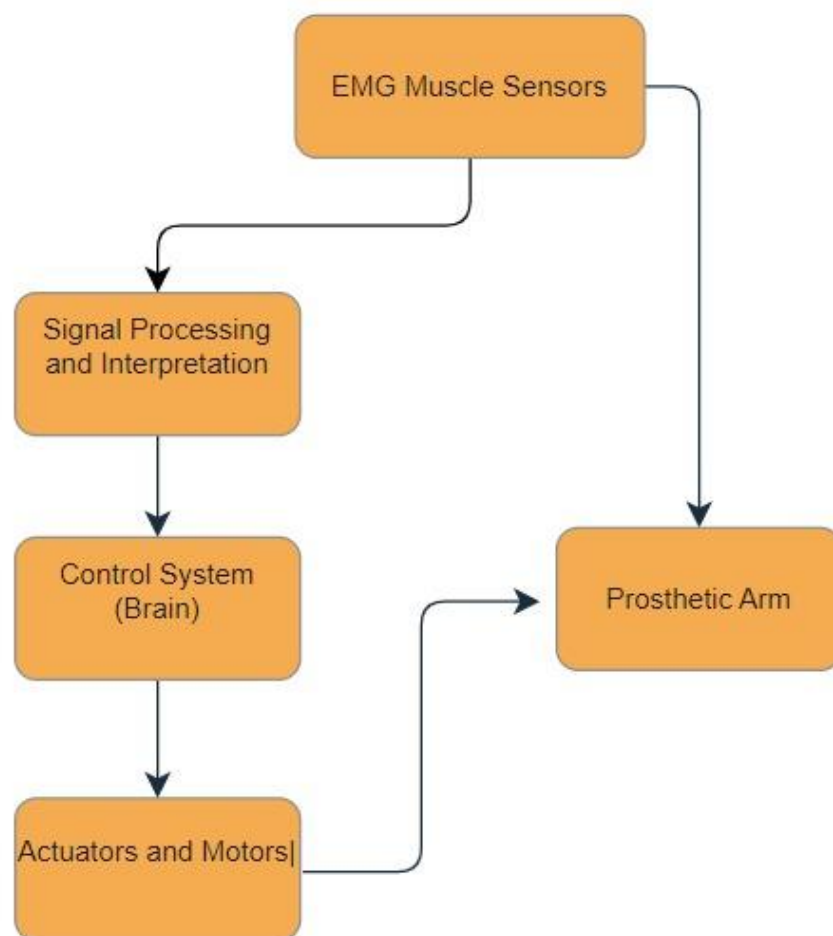 EMG Muscle Sensors
Signal Processing
and Interpretation
Control System
(Brain)
Prosthetic Arm
Actuators and Motors|